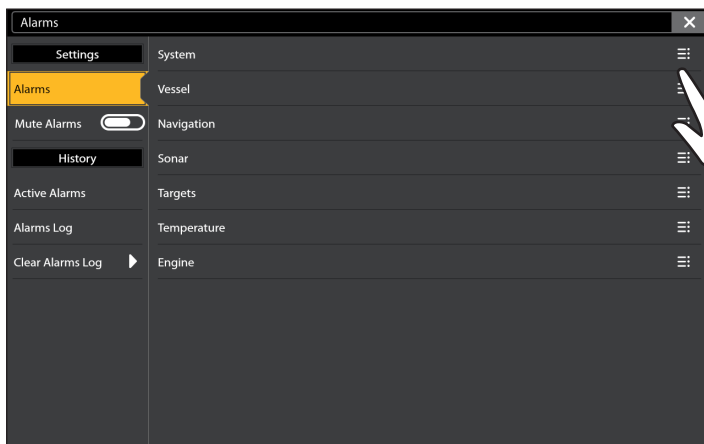 Alarms
Settings
Alarms
Mute Alarms
History
Active Alarms
Alarms Log
Clear Alarms Log
System
Vessel
Navigation
Sonar
Targets
Temperature
Engine